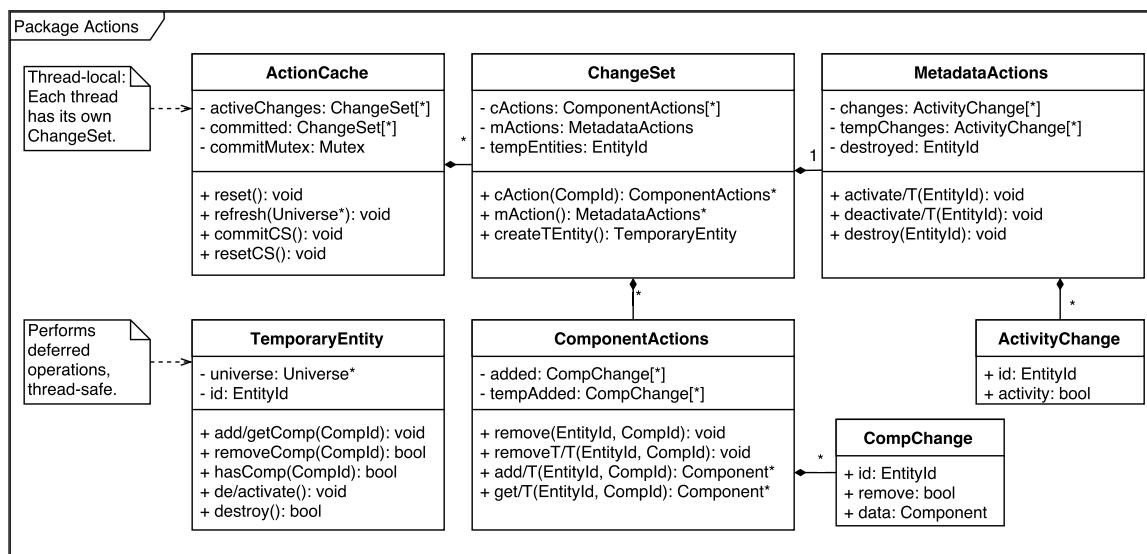 Package Actions
Thread-local:
Each thread
has its own
ChangeSet.
ActionCache
- activeChanges: ChangeSet[*]
- committed: ChangeSet[*]
- commitMutex: Mutex
+ reset(): void
+ refresh(Universe*): void
+ commitCS(): void
+ resetCS(): void
*
ChangeSet
- cActions: ComponentActions[*]
- mActions: MetadataActions
- tempEntities: EntityId
+ cAction(CompId): ComponentActions*
+ mAction(): MetadataActions*
+ createTEntity(): TemporaryEntity
1
MetadataActions
- changes: ActivityChange[*]
- tempChanges: ActivityChange[*]
- destroyed: EntityId
+ activate/T(EntityId): void
+ deactivate/T(EntityId): void
+ destroy(EntityId): void
*
*
Performs
deferred
operations,
thread-safe.
TemporaryEntity
- universe: Universe*
- id: EntityId
+ add/getComp(CompId): void
+ removeComp(CompId): bool
+ hasComp(CompId): bool
+ de/activate(): void
+ destroy(): bool
ComponentActions
- added: CompChange[*]
- tempAdded: CompChange[*]
+ remove(EntityId, CompId): void
+ removeT/T(EntityId, CompId): void
+ add/T(EntityId, CompId): Component*
+ get/T(EntityId, CompId): Component*
*
ActivityChange
+ id: EntityId
+ activity: bool
CompChange
+ id: EntityId
+ remove: bool
+ data: Component